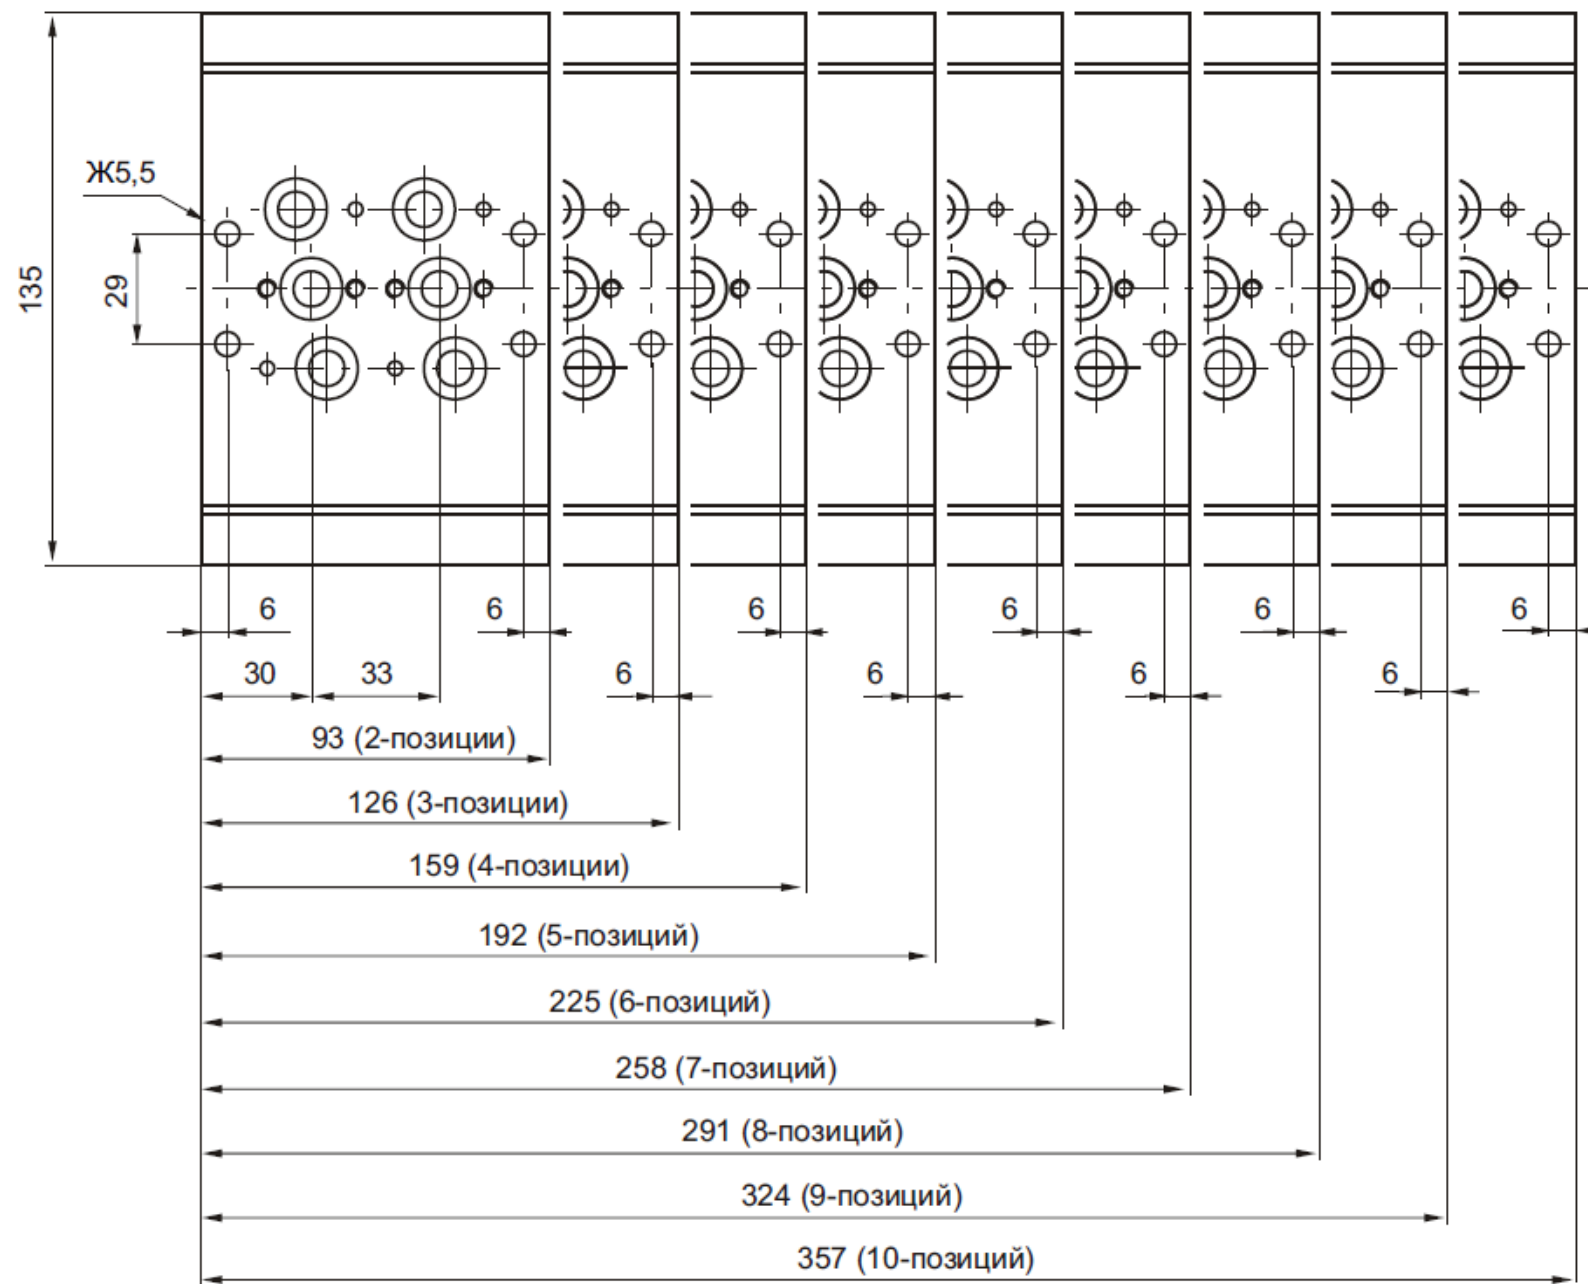 Ж5,5
135
29
6
6
6
6
6
6
30
33
6
6
6
6
93 (2-позиции)
126 (3-позиции)
159 (4-позиции)
192 (5-позиций)
225 (6-позиций)
258 (7-позиций)
291 (8-позиций)
324 (9-позиций)
357 (10-позиций)